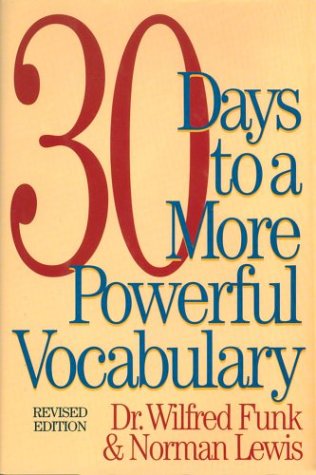 30 Days
to a
More
Powerful
Vocabulary
REVISED
EDITION
Dr. Wilfred Funk
& Norman Lewis